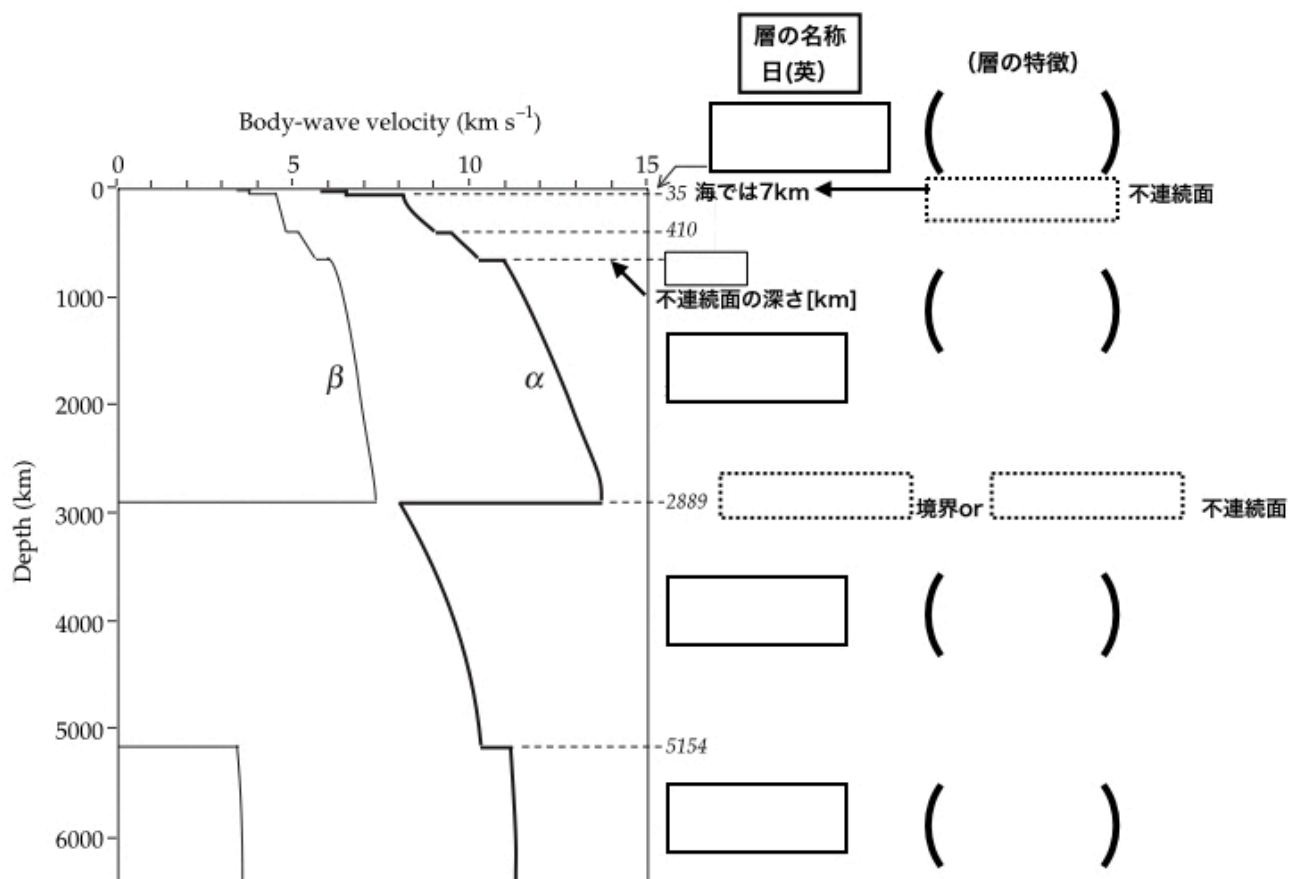 層の名称
日(英)
(層の特徴)
Body-wave velocity (km s⁻¹)
0 5 10 15
0
35 海では7km
不連続面
410
不連続面の深さ[km]
1000
β α
2000
2889
境界or
不連続面
3000
Depth (km)
4000
5000
5154
6000